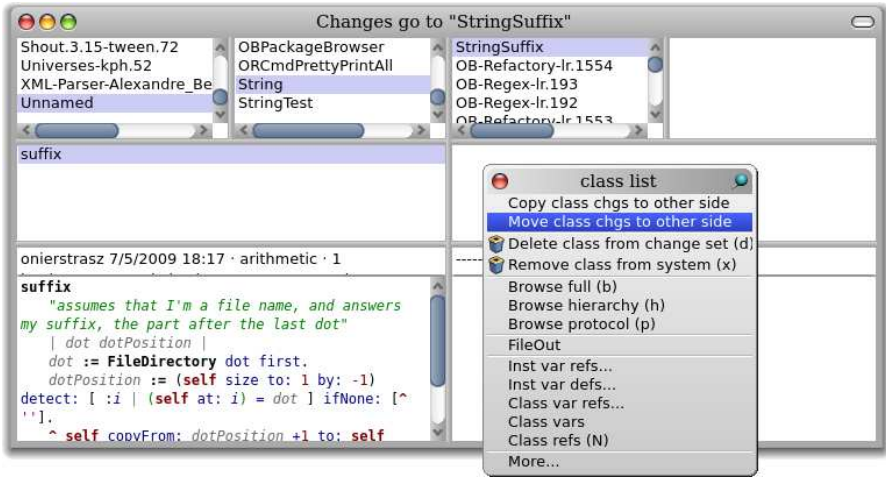 Changes go to "StringSuffix"
Shout.3.15-tween.72
Universes-kph.52
XML-Parser-Alexandre_Be
Unnamed
OBPackageBrowser
ORCmdPrettyPrintAll
String
StringTest
StringSuffix
OB-Refactory-lr.1554
OB-Regex-lr.193
OB-Regex-lr.192
OB-Refactory-lr.1553
suffix
onierstrasz 7/5/2009 18:17 · arithmetic · 1
suffix
"assumes that I'm a file name, and answers
my suffix, the part after the last dot"
| dot dotPosition |
dot := FileDirectory dot first.
dotPosition := (self size to: 1 by: -1)
detect: [ :i | (self at: i) = dot ] ifNone: [^
''].
^ self copyFrom: dotPosition +1 to: self
class list
Copy class chgs to other side
Move class chgs to other side
Delete class from change set (d)
Remove class from system (x)
Browse full (b)
Browse hierarchy (h)
Browse protocol (p)
FileOut
Inst var refs...
Inst var defs...
Class var refs...
Class vars
Class refs (N)
More...